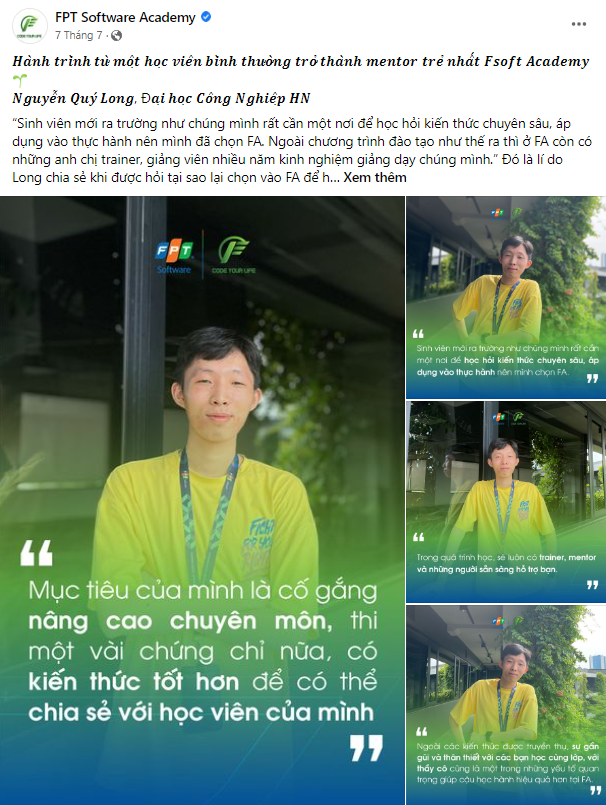 FPT Software Academy
7 Tháng 7 ·
Hành trình từ một học viên bình thường trở thành mentor trẻ nhất Fsoft Academy
Nguyễn Quý Long, Đại học Công Nghiệp HN
“Sinh viên mới ra trường như chúng mình rất cần một nơi để học hỏi kiến thức chuyên sâu, áp
dụng vào thực hành nên mình đã chọn FA. Ngoài chương trình đào tạo như thế ra thì ở FA còn có
những anh chị trainer, giảng viên nhiều năm kinh nghiệm giảng dạy chúng mình.” Đó là lí do
Long chia sẻ khi được hỏi tại sao lại chọn vào FA để h... Xem thêm
FPT
Software
CODE YOUR LIFE
“
Mục tiêu của mình là cố gắng
nâng cao chuyên môn, thi
một vài chứng chỉ nữa, có
kiến thức tốt hơn để có thể
chia sẻ với học viên của mình
”
“
Sinh viên mới ra trường như chúng mình rất cần
một nơi để học hỏi kiến thức chuyên sâu, áp
dụng vào thực hành nên mình chọn FA.
”
“
Trong quá trình học, sẽ luôn có trainer, mentor
và những người sẵn sàng hỗ trợ bạn.
”
“
Ngoài các kiến thức được truyền thụ, sự gần
gũi và thân thiết với các bạn học cùng lớp, với
thầy cô cũng là một trong những yếu tố quan
trọng giúp cậu học hành hiệu quả hơn tại FA.
”